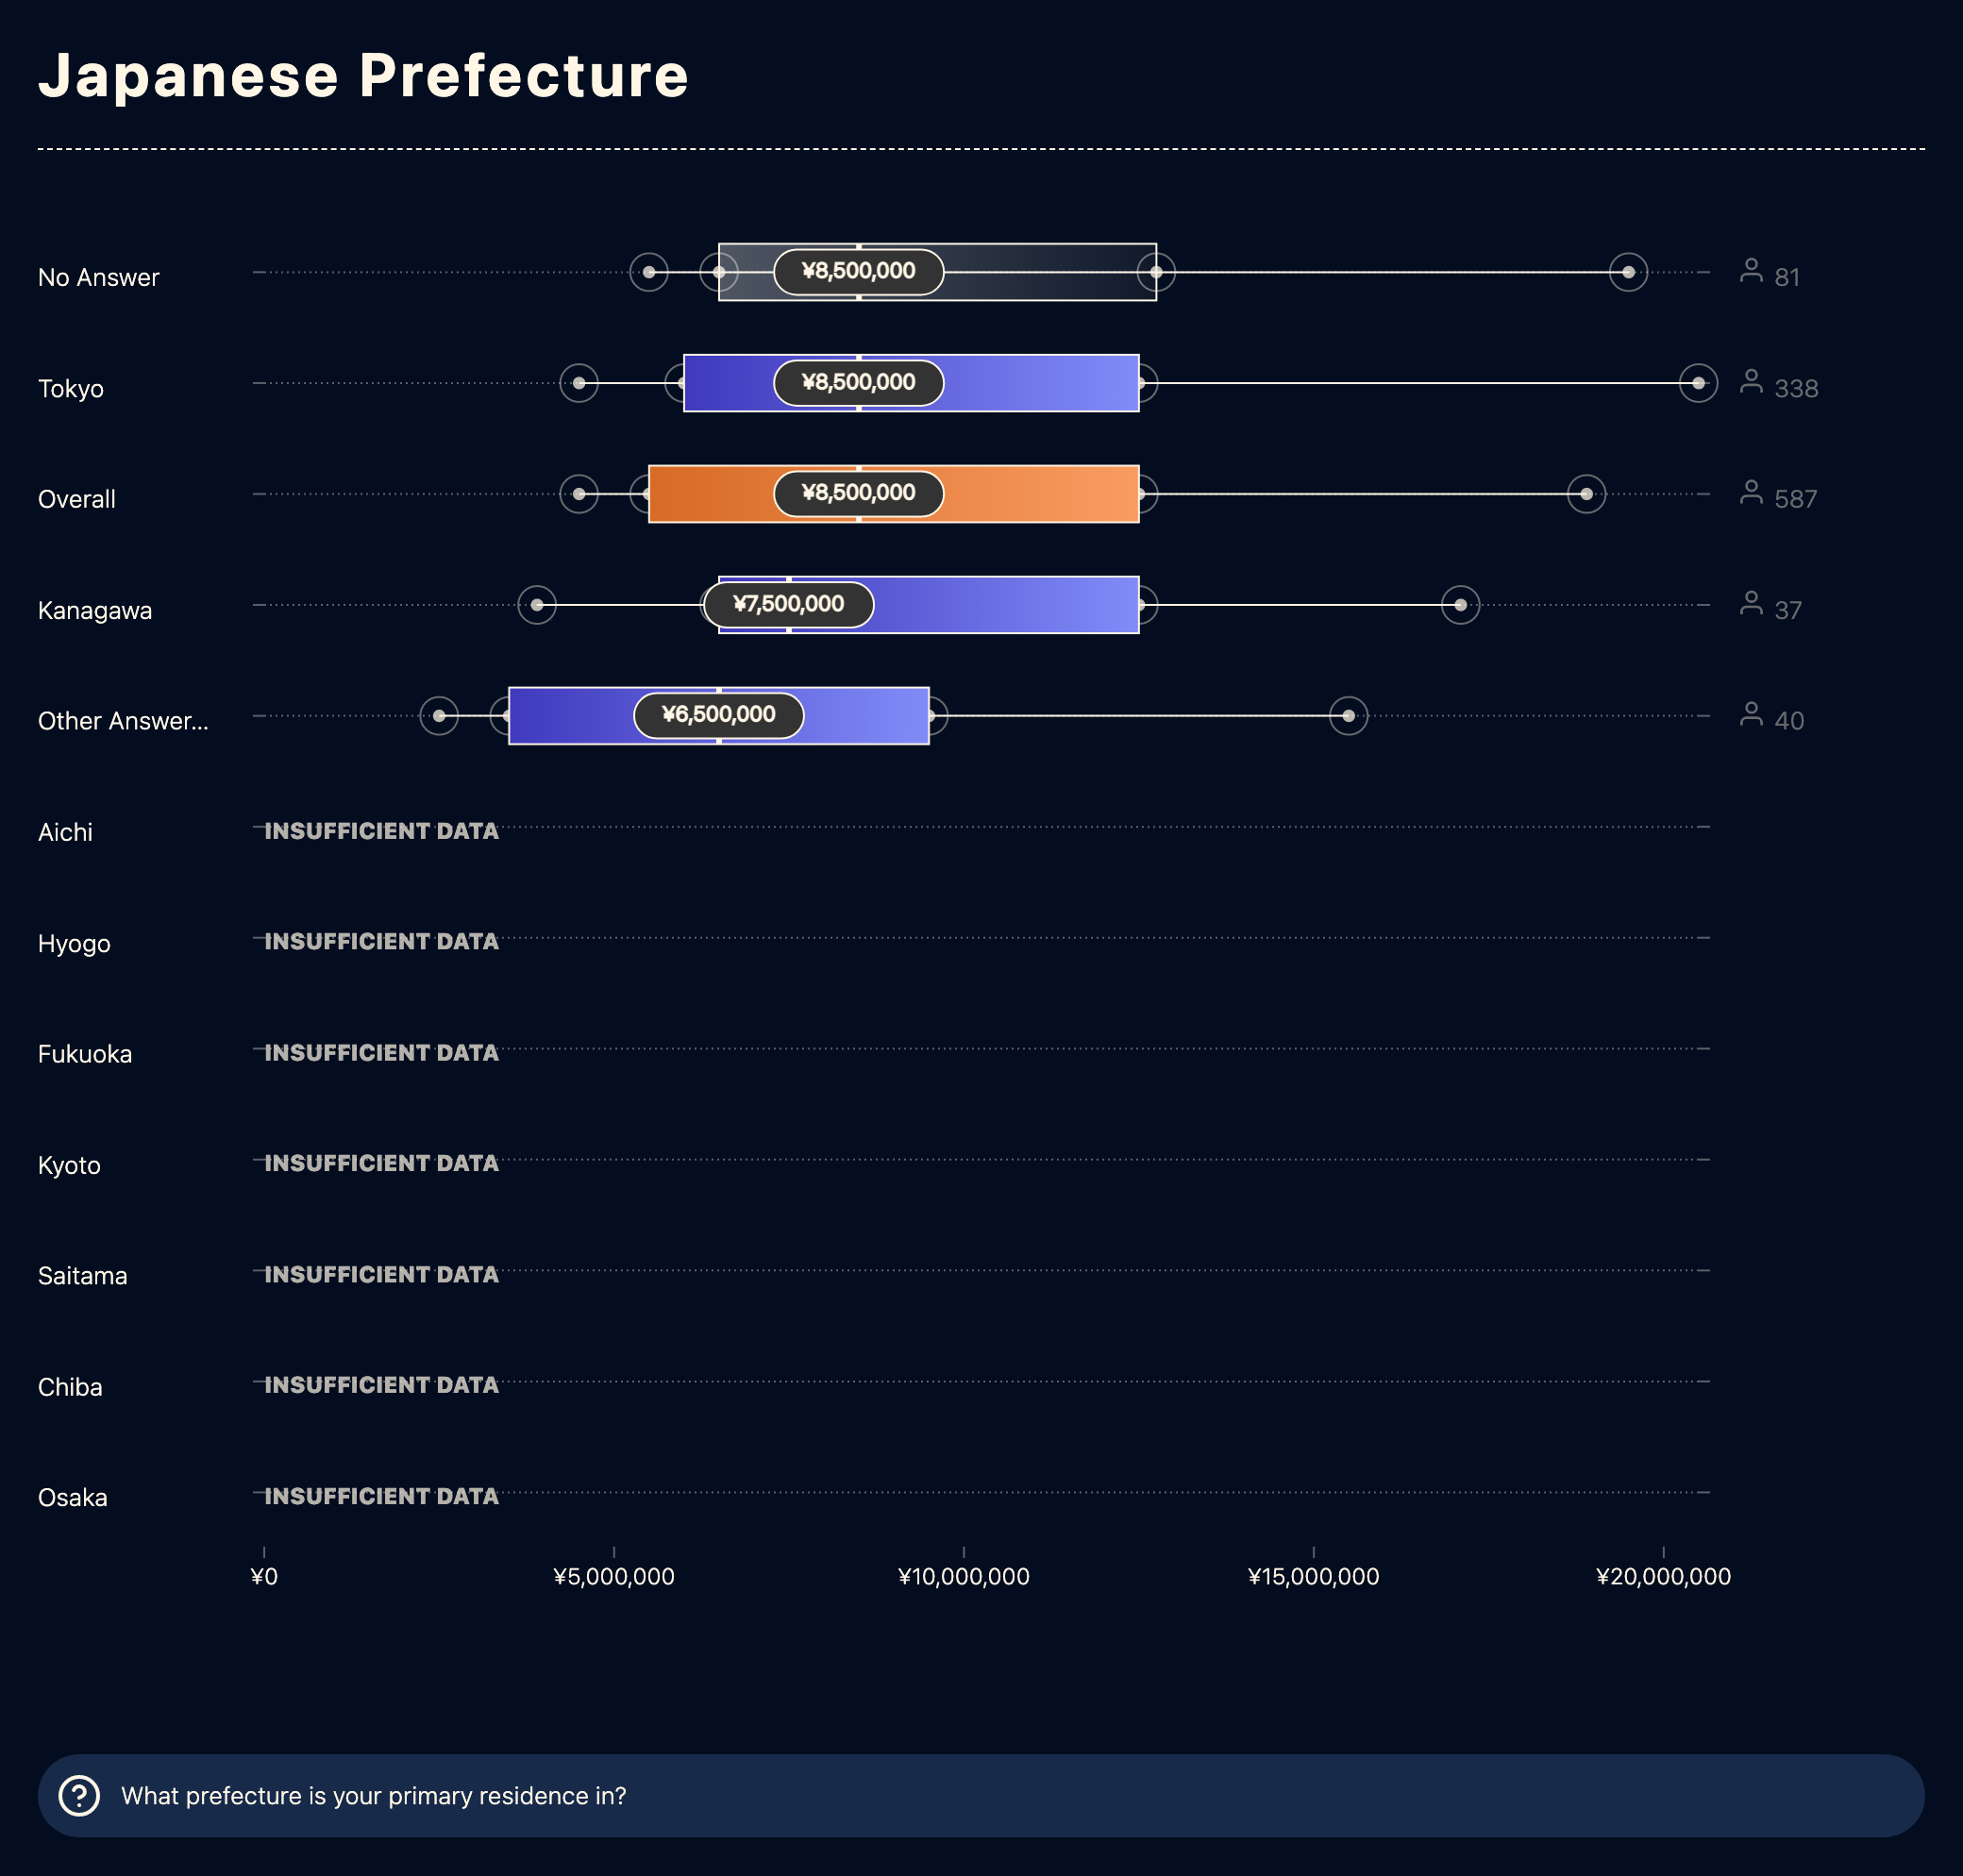 Japanese Prefecture
No Answer ¥8,500,000 81
Tokyo ¥8,500,000 338
Overall ¥8,500,000 587
Kanagawa ¥7,500,000 37
Other Answer... ¥6,500,000 40
Aichi INSUFFICIENT DATA
Hyogo INSUFFICIENT DATA
Fukuoka INSUFFICIENT DATA
Kyoto INSUFFICIENT DATA
Saitama INSUFFICIENT DATA
Chiba INSUFFICIENT DATA
Osaka INSUFFICIENT DATA
¥0 ¥5,000,000 ¥10,000,000 ¥15,000,000 ¥20,000,000
What prefecture is your primary residence in?